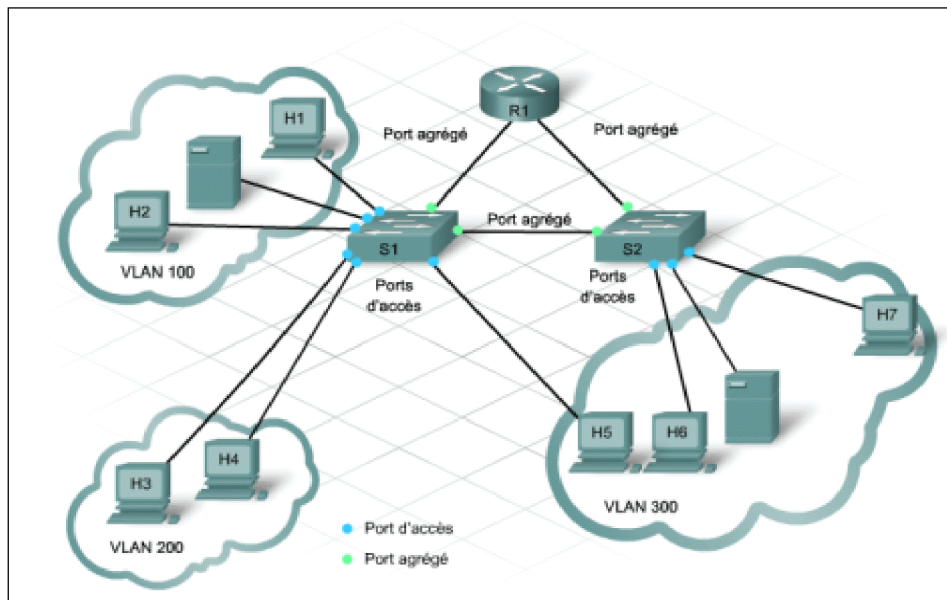 H1
R1
Port agrégé
Port agrégé
H2
Port agrégé
S1
S2
VLAN 100
Ports
d'accès
Ports
d'accès
H7
H5
H6
H4
H3
VLAN 300
Port d'accès
VLAN 200
Port agrégé